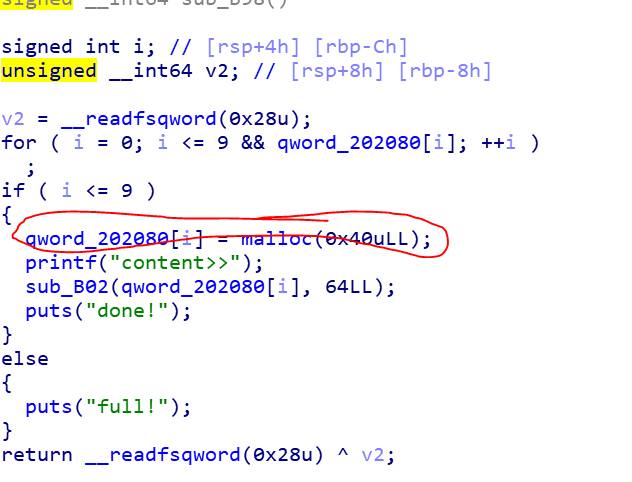 signed __int64 sub_B98()
signed int i; // [rsp+4h] [rbp-Ch]
unsigned __int64 v2; // [rsp+8h] [rbp-8h]
v2 = __readfsqword(0x28u);
for ( i = 0; i <= 9 && qword_202080[i]; ++i )
;
if ( i <= 9 )
{
qword_202080[i] = malloc(0x40uLL);
printf("content>>");
sub_B02(qword_202080[i], 64LL);
puts("done!");
}
else
{
puts("full!");
}
return __readfsqword(0x28u) ^ v2;